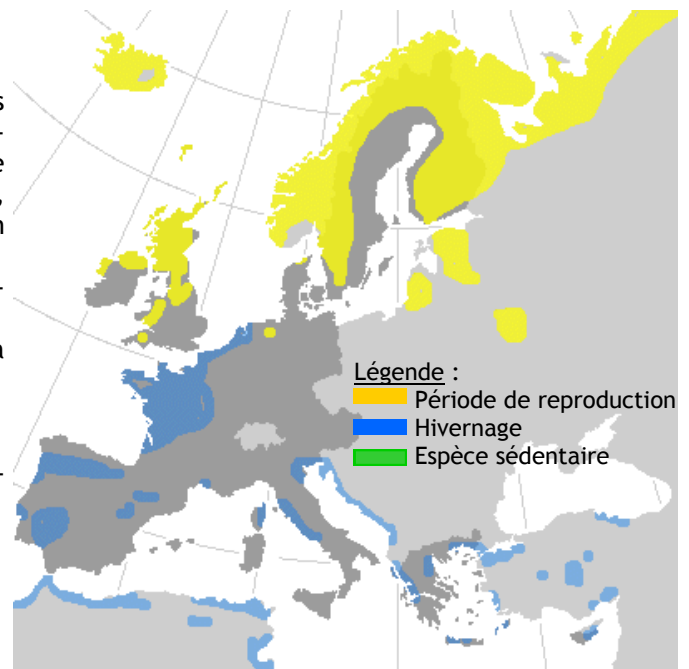 s
-
e
,
n
-
a
-
Légende :
Période de reproduction
Hivernage
Espèce sédentaire